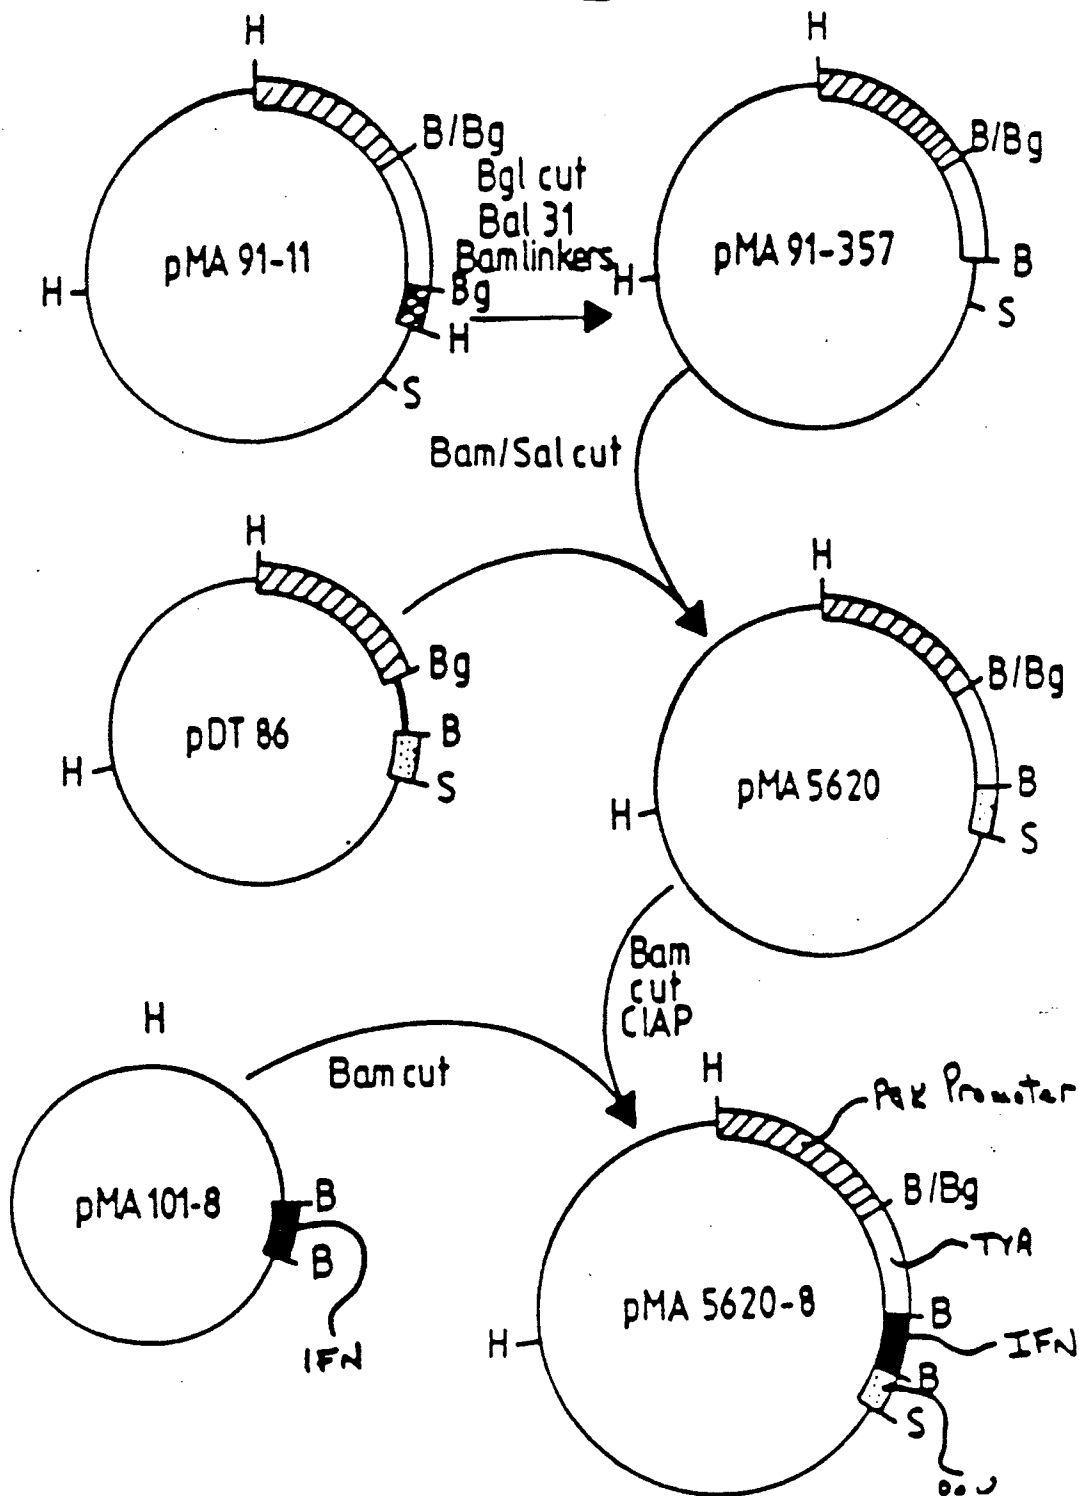 H
B/Bg
pMA 91-11
H
Bg
H
S
Bgl cut
Bal 31
Bamlinkers
H
B/Bg
pMA 91-357
H
B
S
Bam/Sal cut
H
Bg
pDT 86
B
H
S
H
B/Bg
pMA 5620
B
H
S
Bam
cut
CIAP
H
Bam cut
pMA 101-8
B
B
IFN
H
Promoter
B/Bg
TYA
pMA 5620-8
B
H
IFN
B
S